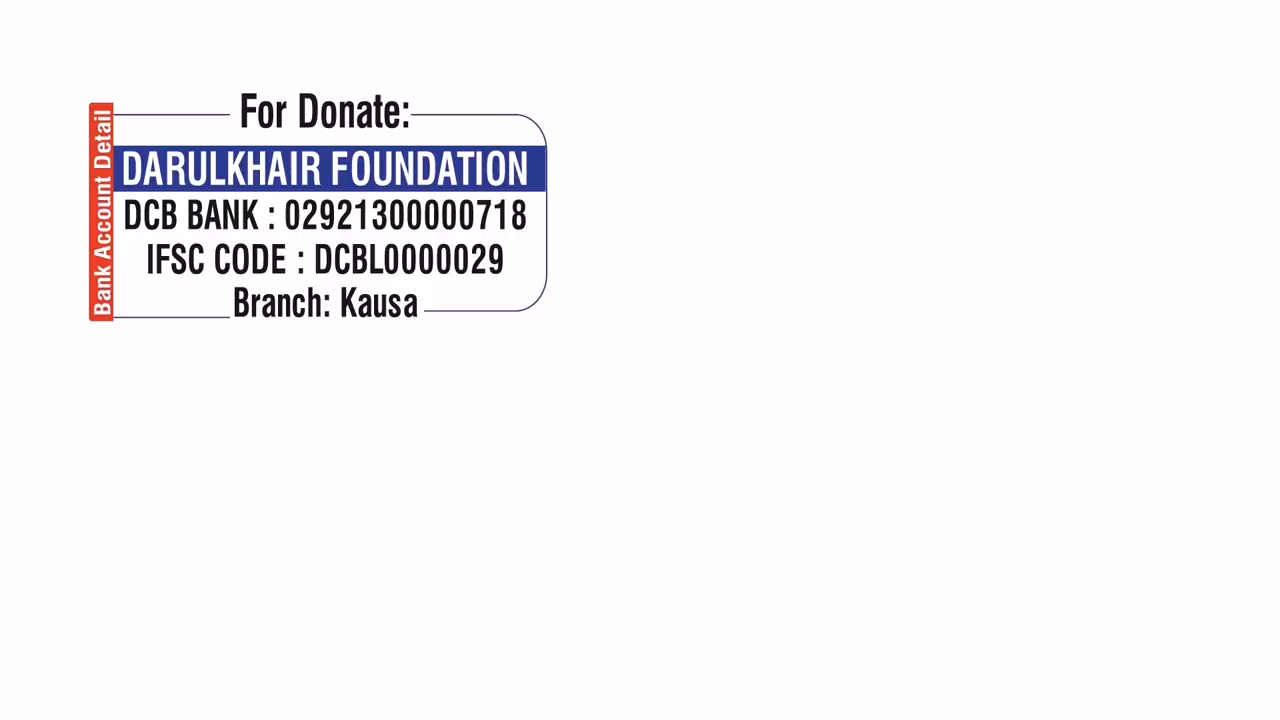 For Donate:
Bank Account Detail
DARULKHAIR FOUNDATION
DCB BANK : 02921300000718
IFSC CODE : DCBL0000029
Branch: Kausa